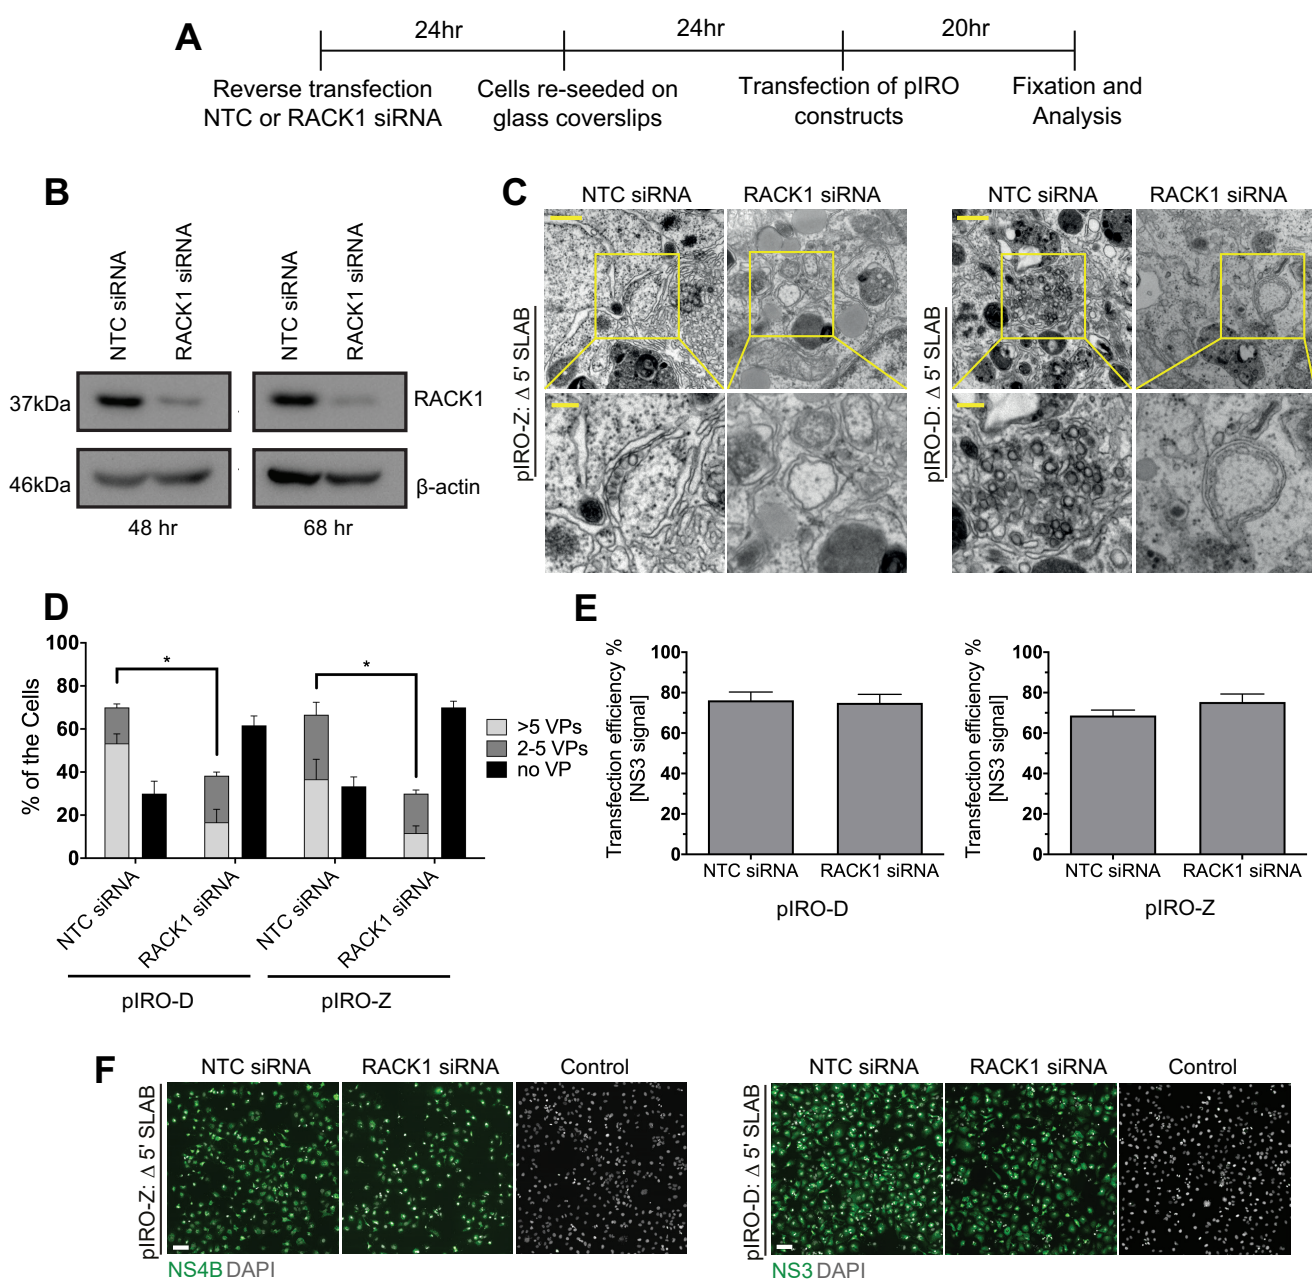 A
24hr
24hr
20hr
Reverse transfection
NTC or RACK1 siRNA
Cells re-seeded on
glass coverslips
Transfection of pIRO
constructs
Fixation and
Analysis
B
NTC siRNA
RACK1 siRNA
NTC siRNA
RACK1 siRNA
37kDa
RACK1
46kDa
β-actin
48 hr
68 hr
C
NTC siRNA
RACK1 siRNA
NTC siRNA
RACK1 siRNA
pIRO-Z: Δ 5' SLAB
pIRO-D: Δ 5' SLAB
D
% of the Cells
100
80
60
40
20
0
*
*
>5 VPs
2-5 VPs
no VP
NTC siRNA
RACK1 siRNA
NTC siRNA
RACK1 siRNA
pIRO-D
pIRO-Z
E
Transfection efficiency %
[NS3 signal]
100
80
60
40
20
0
NTC siRNA
RACK1 siRNA
pIRO-D
Transfection efficiency %
[NS3 signal]
100
80
60
40
20
0
NTC siRNA
RACK1 siRNA
pIRO-Z
F
NTC siRNA
RACK1 siRNA
Control
pIRO-Z: Δ 5' SLAB
NS4B DAPI
NTC siRNA
RACK1 siRNA
Control
pIRO-D: Δ 5' SLAB
NS3 DAPI